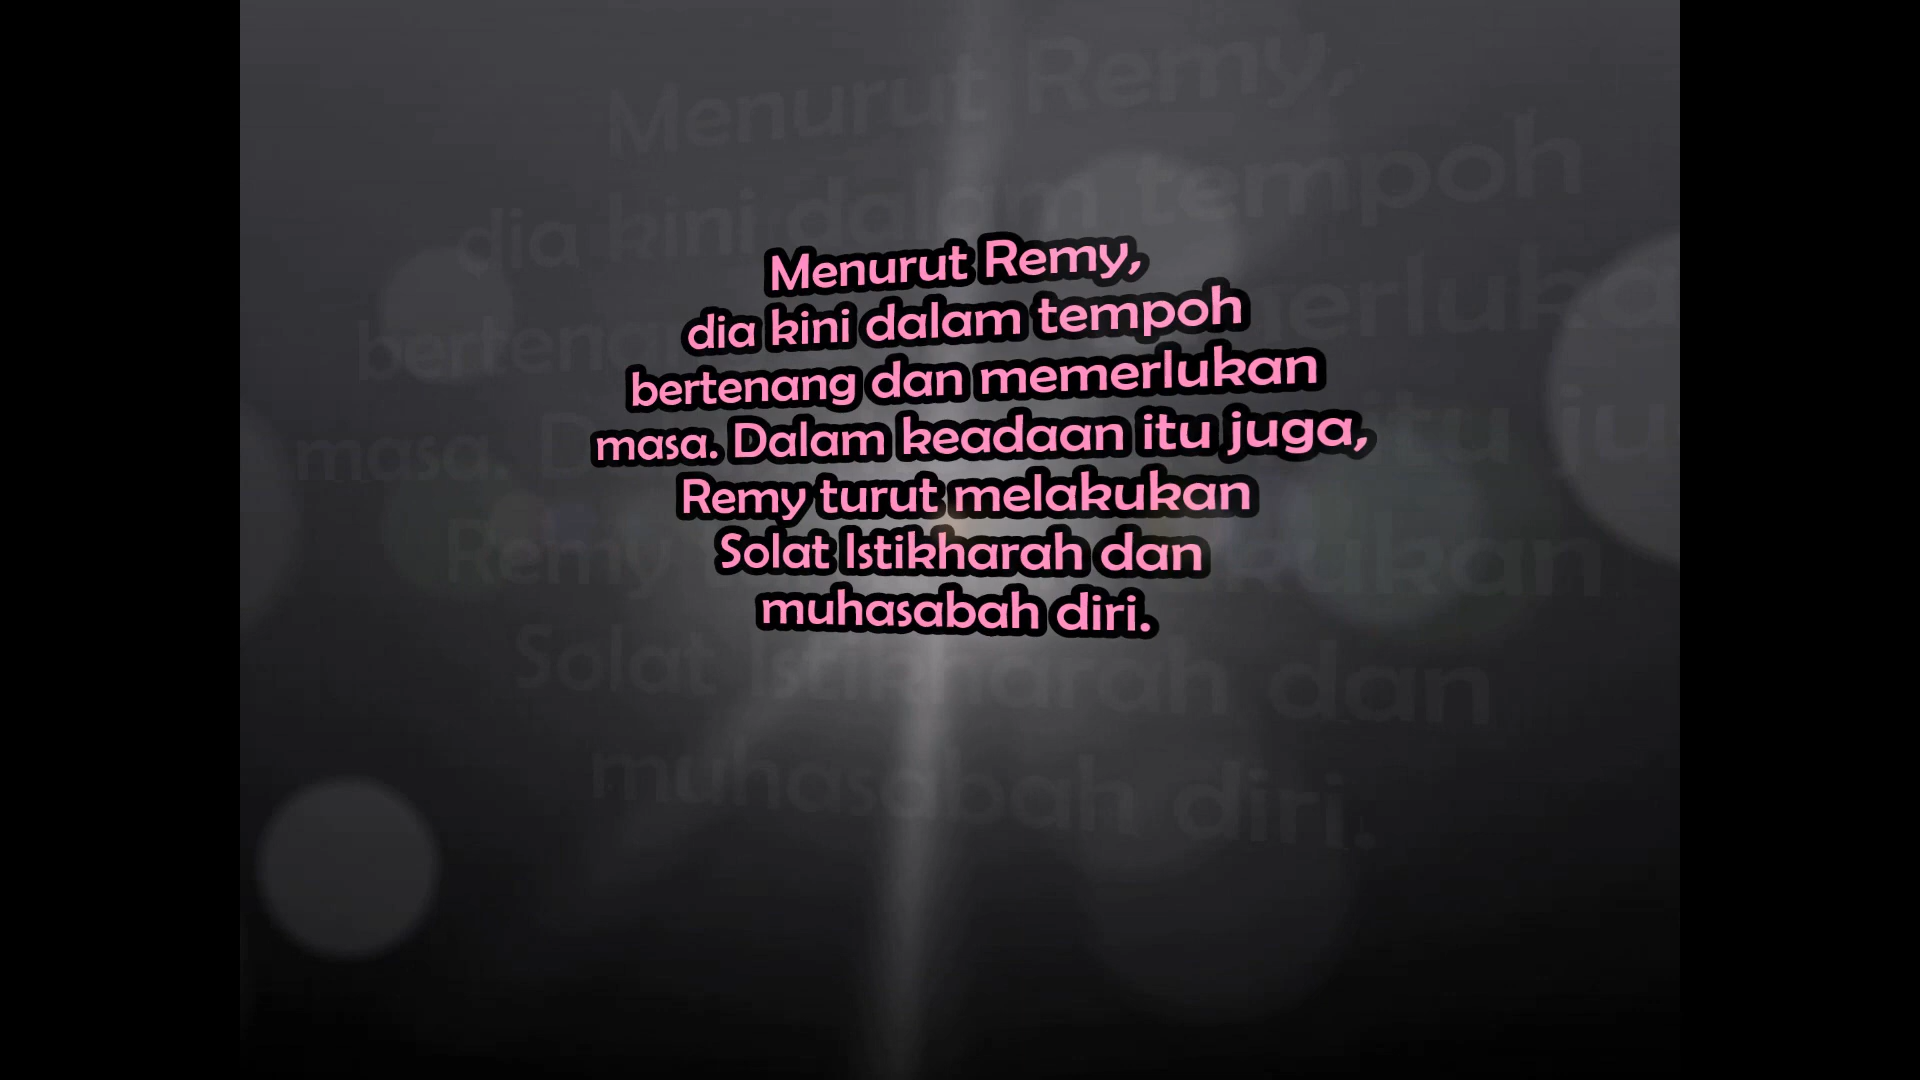 Menurut Remy,
dia kini dalam tempoh
bertenang dan memerlukan
masa. Dalam keadaan itu juga,
Remy turut melakukan
Solat Istikharah dan
muhasabah diri.